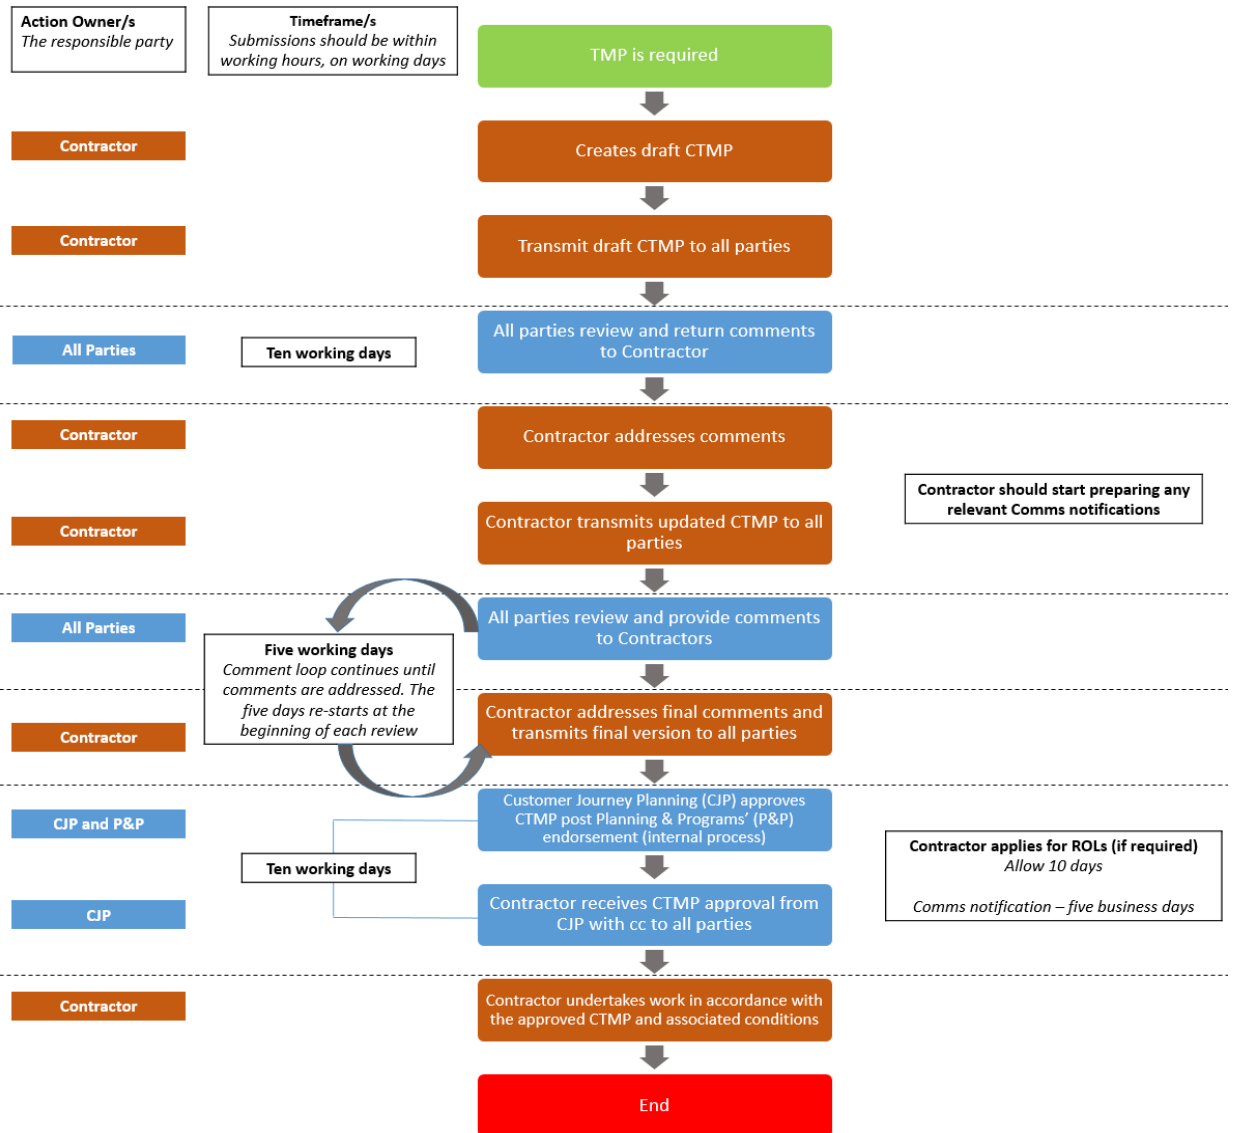 Action Owner/s
The responsible party
Timeframe/s
Submissions should be within
working hours, on working days
TMP is required
Contractor
Creates draft CTMP
Contractor
Transmit draft CTMP to all parties
All Parties
Ten working days
All parties review and return comments
to Contractor
Contractor
Contractor addresses comments
Contractor should start preparing any
relevant Comms notifications
Contractor
Contractor transmits updated CTMP to all
parties
All Parties
All parties review and provide comments
to Contractors
Five working days
Comment loop continues until
comments are addressed. The
five days re-starts at the
beginning of each review
Contractor
Contractor addresses final comments and
transmits final version to all parties
CJP and P&P
Customer Journey Planning (CJP) approves
CTMP post Planning & Programs’ (P&P)
endorsement (internal process)
Ten working days
Contractor applies for ROLs (if required)
Allow 10 days
Comms notification – five business days
CJP
Contractor receives CTMP approval from
CJP with cc to all parties
Contractor
Contractor undertakes work in accordance with
the approved CTMP and associated conditions
End